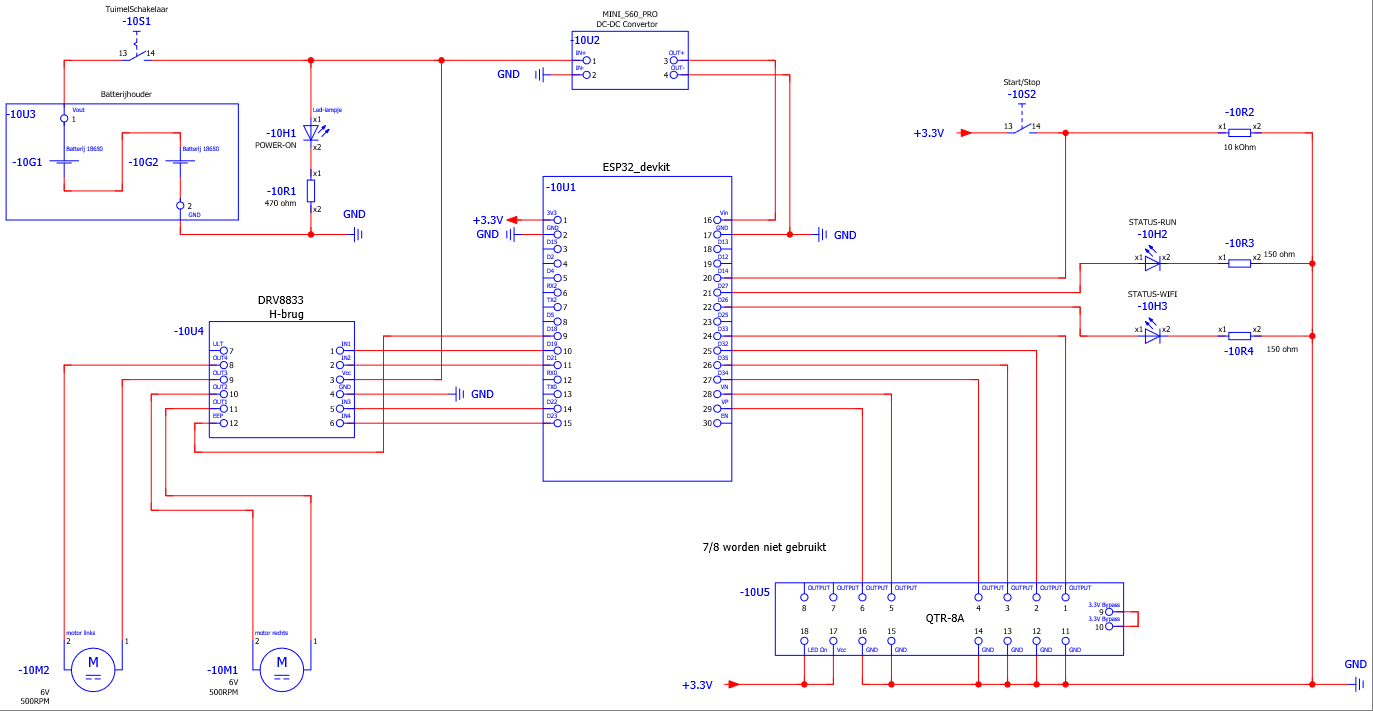 TuimelSchakelaar
-10S1
13
14
MINI_560_PRO
DC-DC Convertor
-10U2
IN+
1
IN-
2
OUT+
3
OUT-
4
GND
Batterijhouder
-10U3
Vout
1
-10G1
Batterij 18650
-10G2
Batterij 18650
2
GND
Led-lampje
x1
-10H1
POWER-ON
x2
x1
-10R1
470 ohm
x2
GND
Start/Stop
-10S2
+3.3V
13
14
-10R2
x1
x2
10 kOhm
STATUS-RUN
-10H2
x1
x2
-10R3
x1
x2
150 ohm
STATUS-WIFI
-10H3
x1
x2
x1
x2
-10R4
150 ohm
ESP32_devkit
-10U1
+3.3V
GND
3V3
1
GND
2
D15
3
D2
4
D4
5
RX2
6
TX2
7
D5
8
D18
9
D19
10
D21
11
RX0
12
TX0
13
D22
14
D23
15
Vin
16
GND
17
D13
18
D12
19
D14
20
D27
21
D26
22
D25
23
D33
24
D32
25
D35
26
D34
27
VN
28
VP
29
EN
30
GND
DRV8833
H-brug
-10U4
ULT
7
OUT4
8
OUT3
9
OUT2
10
OUT1
11
EEP
12
IN1
1
IN2
2
Vcc
3
GND
4
IN3
5
IN4
6
GND
7/8 worden niet gebruikt
-10U5
OUTPUT
OUTPUT
OUTPUT
OUTPUT
OUTPUT
OUTPUT
OUTPUT
OUTPUT
8
7
6
5
4
3
2
1
QTR-8A
3.3V Bypass
9
3.3V Bypass
10
18
17
16
15
14
13
12
11
LED On
Vcc
GND
GND
GND
GND
GND
GND
+3.3V
GND
motor links
2
1
M
-10M2
6V
500RPM
motor rechts
2
1
M
-10M1
6V
500RPM